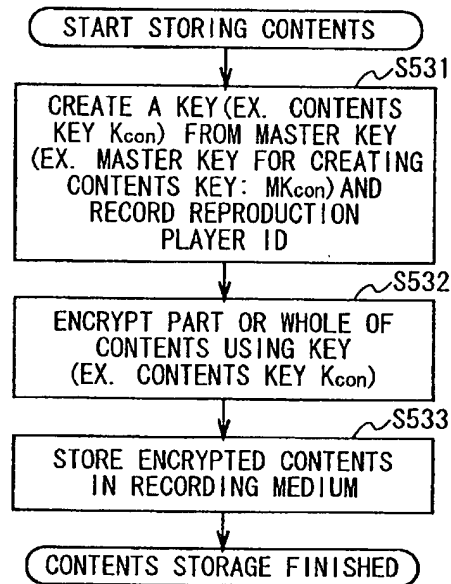 START STORING CONTENTS
S531
CREATE A KEY(EX. CONTENTS
KEY Kcon) FROM MASTER KEY
(EX. MASTER KEY FOR CREATING
CONTENTS KEY: MKcon)AND
RECORD REPRODUCTION
PLAYER ID
S532
ENCRYPT PART OR WHOLE OF
CONTENTS USING KEY
(EX. CONTENTS KEY Kcon)
S533
STORE ENCRYPTED CONTENTS
IN RECORDING MEDIUM
CONTENTS STORAGE FINISHED